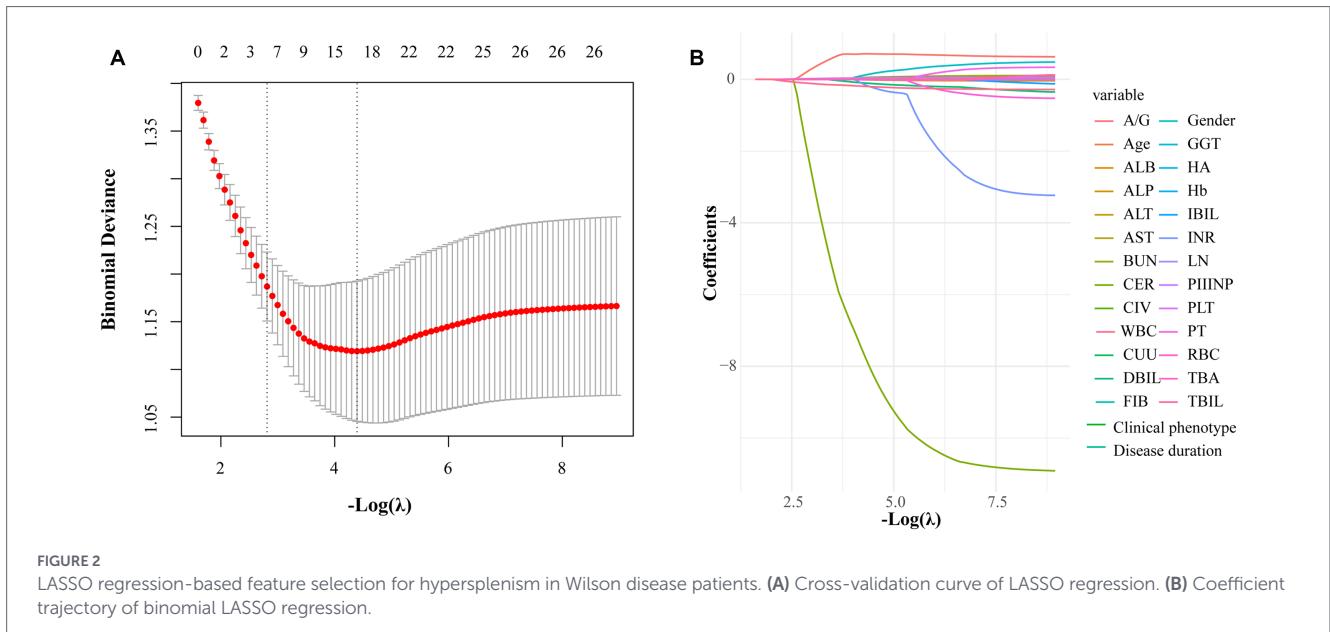 A
0 2 3 7 9 15 18 22 22 25 26 26 26
1.35
1.25
1.15
1.05
Binomial Deviance
2 4 6 8
-Log(λ)
B
0
−4
−8
Coefficients
2.5 5.0 7.5
-Log(λ)
variable
A/G Gender
Age GGT
ALB HA
ALP Hb
ALT IBIL
AST INR
BUN LN
CER PIIINP
CIV PLT
WBC PT
CUU RBC
DBIL TBA
FIB TBIL
Clinical phenotype
Disease duration
FIGURE 2
LASSO regression-based feature selection for hypersplenism in Wilson disease patients. (A) Cross-validation curve of LASSO regression. (B) Coefficient
trajectory of binomial LASSO regression.